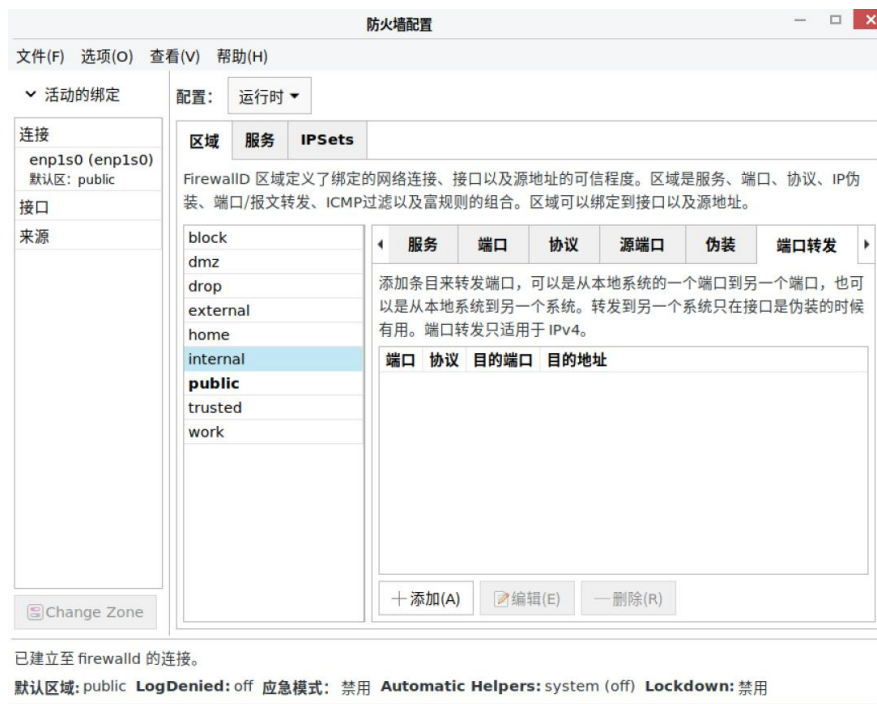 防火墙配置
文件(F) 选项(O) 查看(V) 帮助(H)
活动的绑定
连接
enp1s0 (enp1s0)
默认区: public
接口
来源
Change Zone
配置: 运行时
区域 服务 IPSets
FirewallD 区域定义了绑定的网络连接、接口以及源地址的可信程度。区域是服务、端口、协议、IP伪
装、端口/报文转发、ICMP过滤以及富规则的组合。区域可以绑定到接口以及源地址。
block
dmz
drop
external
home
internal
public
trusted
work
服务 端口 协议 源端口 伪装 端口转发
添加条目来转发端口，可以是从本地系统的一个端口到另一个端口，也可
以是从本地系统到另一个系统。转发到另一个系统只在接口是伪装的时候
有用。端口转发只适用于 IPv4。
端口 协议 目的端口 目的地址
添加(A) 编辑(E) 删除(R)
已建立至 firewalld 的连接。
默认区域: public LogDenied: off 应急模式: 禁用 Automatic Helpers: system (off) Lockdown: 禁用